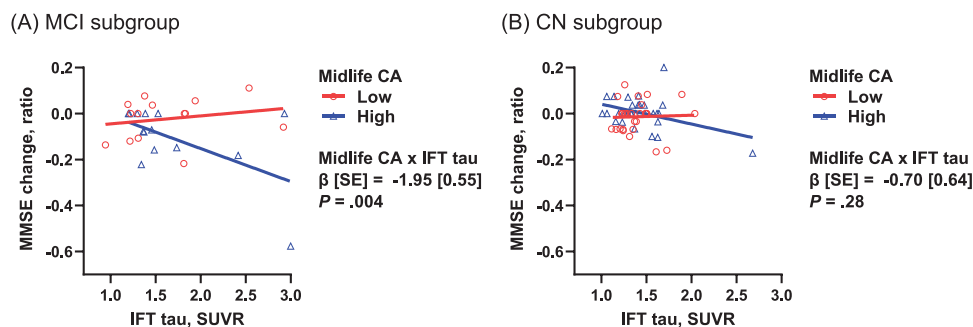 (A) MCI subgroup
MMSE change, ratio
0.2
0.0
-0.2
-0.4
-0.6
1.0 1.5 2.0 2.5 3.0
IFT tau, SUVR
Midlife CA
Low
High
Midlife CA x IFT tau
β [SE] = -1.95 [0.55]
P = .004
(B) CN subgroup
MMSE change, ratio
0.2
0.0
-0.2
-0.4
-0.6
1.0 1.5 2.0 2.5 3.0
IFT tau, SUVR
Midlife CA
Low
High
Midlife CA x IFT tau
β [SE] = -0.70 [0.64]
P = .28